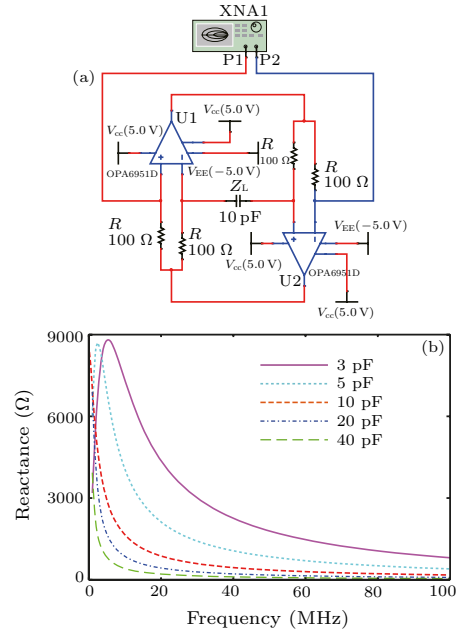 XNA1
P1 P2
(a)
U1
Vcc(5.0 V)
Vcc(5.0 V)
OPA6951D
VEE(−5.0 V)
R
100 Ω
R
100 Ω
ZL
10 pF
R
100 Ω
R
100 Ω
VEE(−5.0 V)
Vcc(5.0 V)
U2
OPA6951D
Vcc(5.0 V)
(b)
9000
6000
3000
0
Reactance (Ω)
3 pF
5 pF
10 pF
20 pF
40 pF
0 20 40 60 80 100
Frequency (MHz)